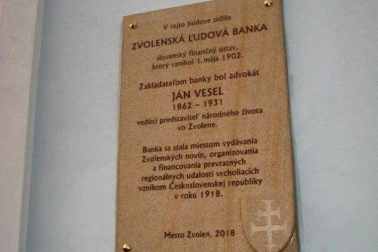 V tejto budove sídlila
ZVOLENSKÁ ĽUDOVÁ BANKA
slovenský finančný ústav,
ktorý vznikol 1. mája 1902.
Zakladateľom banky bol advokát
JÁN VESEL
1862 – 1931
vedúci predstaviteľ národného života
vo Zvolene.
Banka sa stala miestom vydávania
Zvolenských novín, organizovania
a financovania prevratných
regionálnych udalostí vrcholiacich
vznikom Československej republiky
v roku 1918.
Mesto Zvolen, 2018